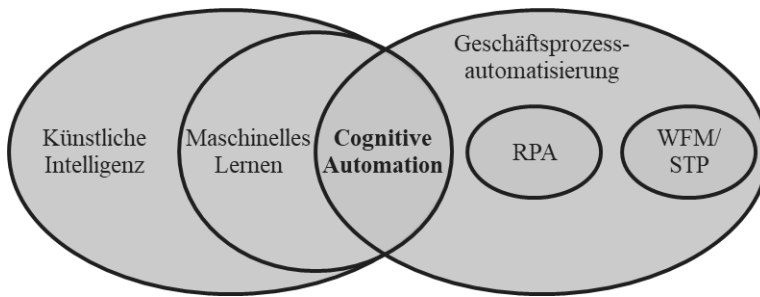 Geschäftsprozess-
automatisierung
Künstliche
Intelligenz
Maschinelles
Lernen
Cognitive
Automation
RPA
WFM/
STP